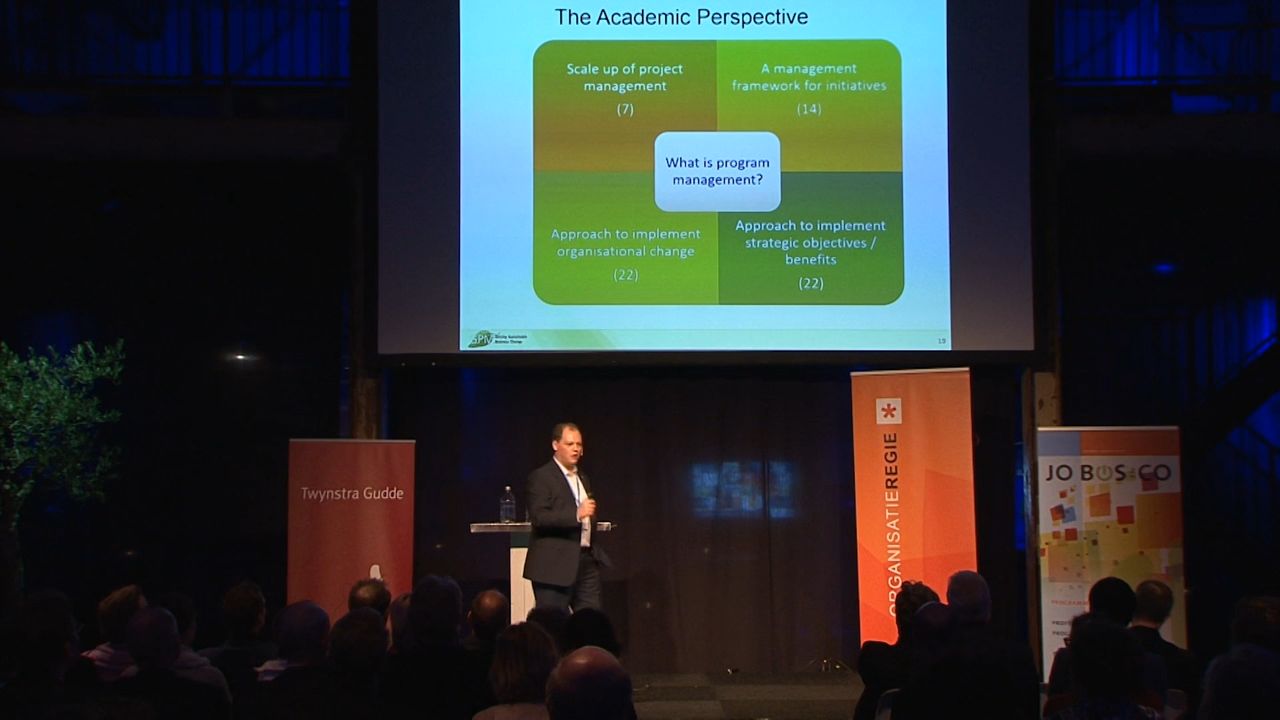 The Academic Perspective
Scale up of project
management
(7)
A management
framework for initiatives
(14)
What is program
management?
Approach to implement
organisational change
(22)
Approach to implement
strategic objectives /
benefits
(22)
19
Twynstra Gudde
ORGANISATIEREGIE
JO BOS CO